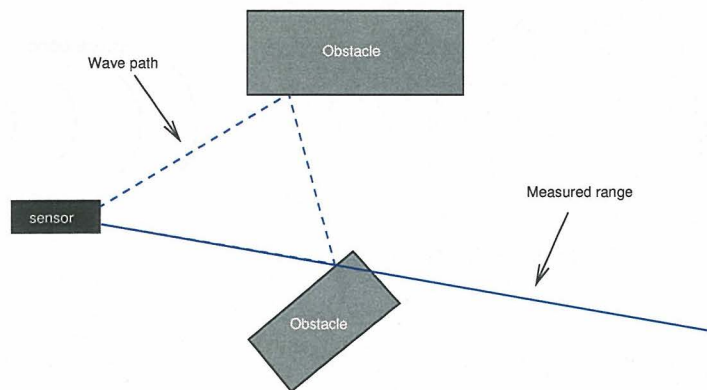 Obstacle
Wave path
Measured range
sensor
Obstacle